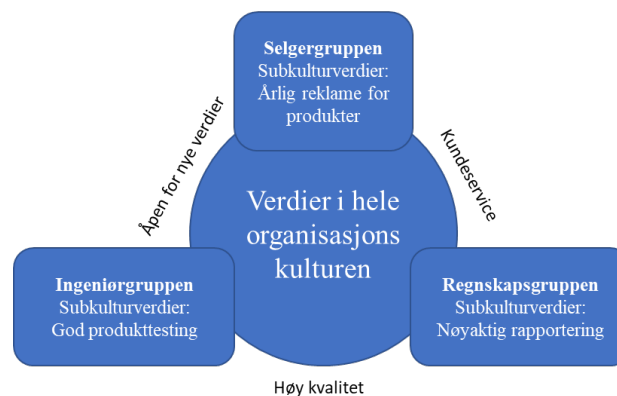 Selgergruppen
Subkulturverdier:
Årlig reklame for
produkter
Åpen for nye verdier
Kundeservice
Verdier i hele
organisasjons
kulturen
Ingeniørgruppen
Subkulturverdier:
God produkttesting
Regnskapsgruppen
Subkulturverdier:
Nøyaktig rapportering
Høy kvalitet